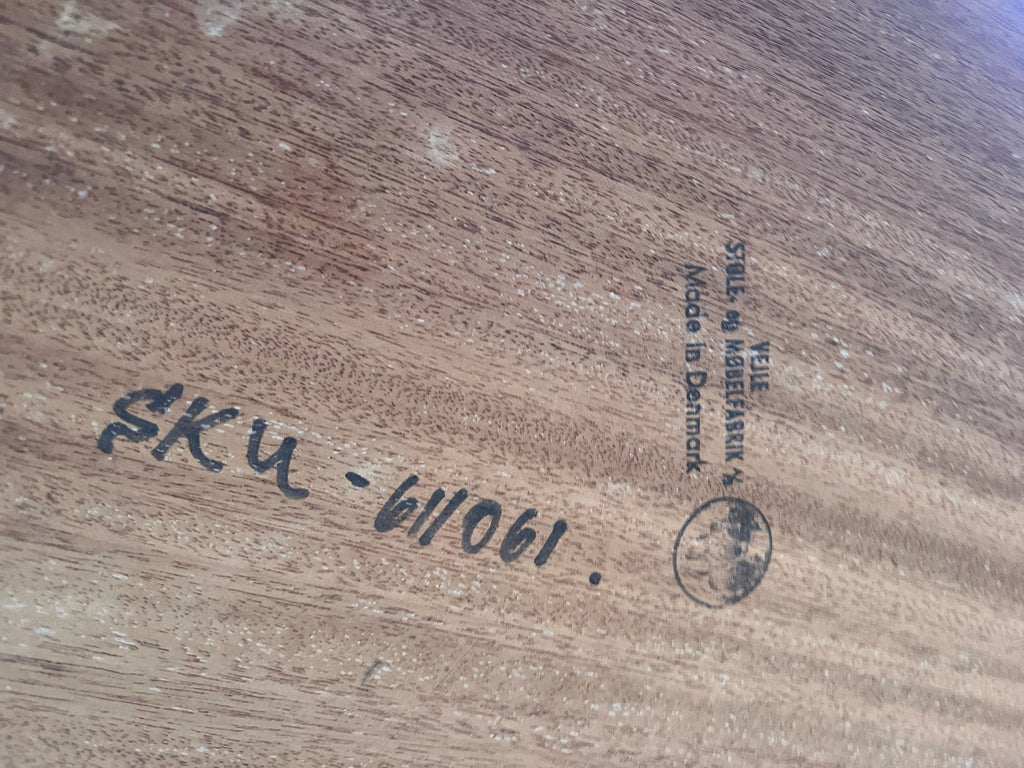 SKU - 611061.
VEJLE
STOLE- og MØBELFABRIK %
Made in Denmark